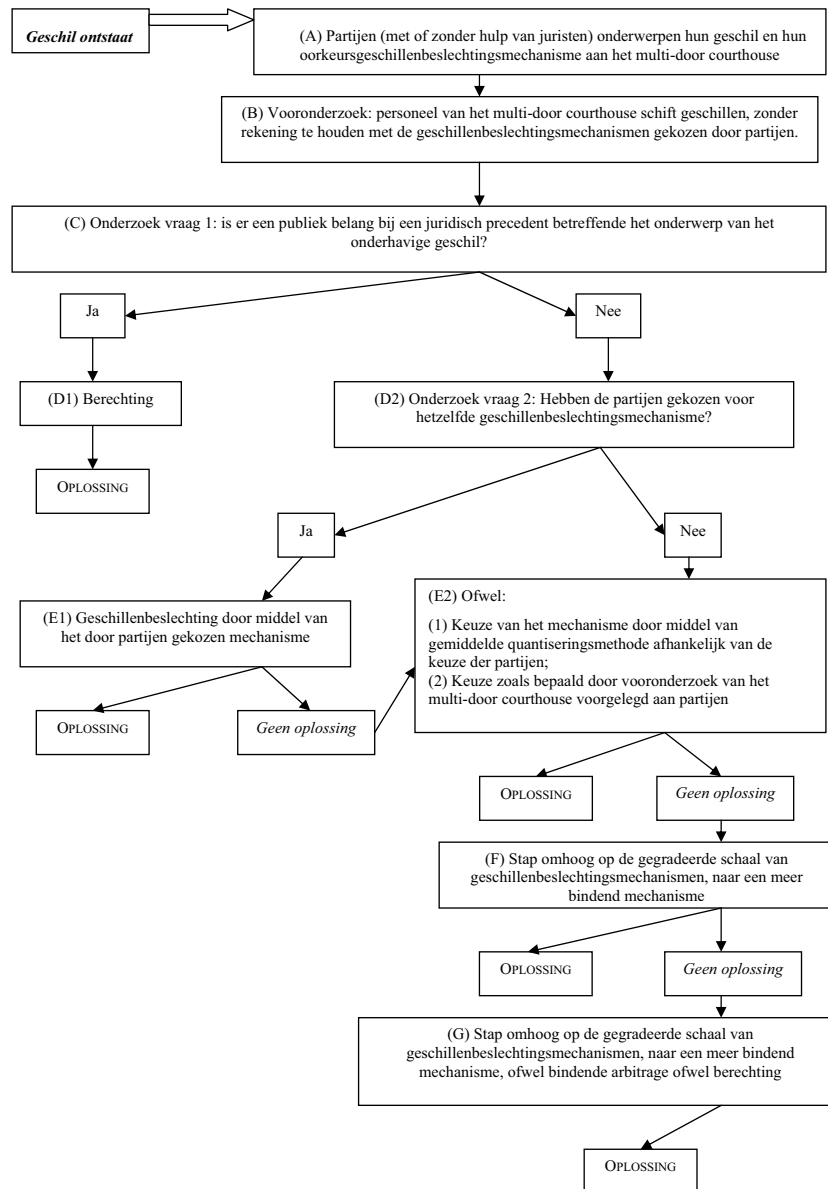 Geschil ontstaat
(A) Partijen (met of zonder hulp van juristen) onderwerpen hun geschil en hun
oorkeursgeschillenbeslechtingsmechanisme aan het multi-door courthouse
(B) Vooronderzoek: personeel van het multi-door courthouse schift geschillen, zonder
rekening te houden met de geschillenbeslechtingsmechanismen gekozen door partijen.
(C) Onderzoek vraag 1: is er een publiek belang bij een juridisch precedent betreffende het onderwerp van het
onderhavige geschil?
Ja
Nee
(D1) Berechting
(D2) Onderzoek vraag 2: Hebben de partijen gekozen voor
hetzelfde geschillenbeslechtingsmechanisme?
OPLOSSING
Ja
Nee
(E1) Geschillenbeslechting door middel van
het door partijen gekozen mechanisme
(E2) Ofwel:
(1) Keuze van het mechanisme door middel van
gemiddelde quantiseringsmethode afhankelijk van de
keuze der partijen;
(2) Keuze zoals bepaald door vooronderzoek van het
multi-door courthouse voorgelegd aan partijen
OPLOSSING
Geen oplossing
OPLOSSING
Geen oplossing
(F) Stap omhoog op de gegradeerde schaal van
geschillenbeslechtingsmechanismen, naar een meer
bindend mechanisme
OPLOSSING
Geen oplossing
(G) Stap omhoog op de gegradeerde schaal van
geschillenbeslechtingsmechanismen, naar een meer bindend
mechanisme, ofwel bindende arbitrage ofwel berechting
OPLOSSING